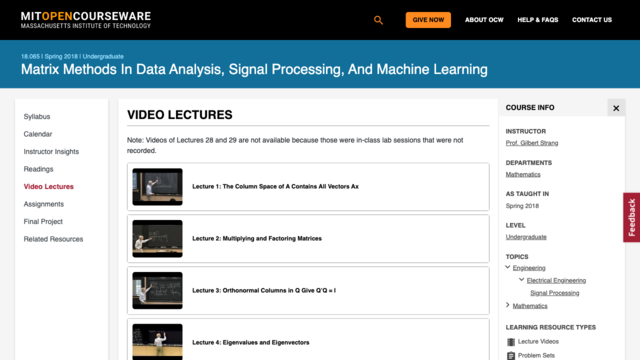 MITOPENCOURSEWARE
MASSACHUSETTS INSTITUTE OF TECHNOLOGY
GIVE NOW
ABOUT OCW
HELP & FAQS
CONTACT US
18.065 | Spring 2018 | Undergraduate
Matrix Methods In Data Analysis, Signal Processing, And Machine Learning
Syllabus
Calendar
Instructor Insights
Readings
Video Lectures
Assignments
Final Project
Related Resources
VIDEO LECTURES
Note: Videos of Lectures 28 and 29 are not available because those were in-class lab sessions that were not
recorded.
Lecture 1: The Column Space of A Contains All Vectors Ax
Lecture 2: Multiplying and Factoring Matrices
Lecture 3: Orthonormal Columns in Q Give Q'Q = I
Lecture 4: Eigenvalues and Eigenvectors
COURSE INFO
INSTRUCTOR
Prof. Gilbert Strang
DEPARTMENTS
Mathematics
AS TAUGHT IN
Spring 2018
LEVEL
Undergraduate
TOPICS
Engineering
Electrical Engineering
Signal Processing
Mathematics
LEARNING RESOURCE TYPES
Lecture Videos
Problem Sets
Feedback